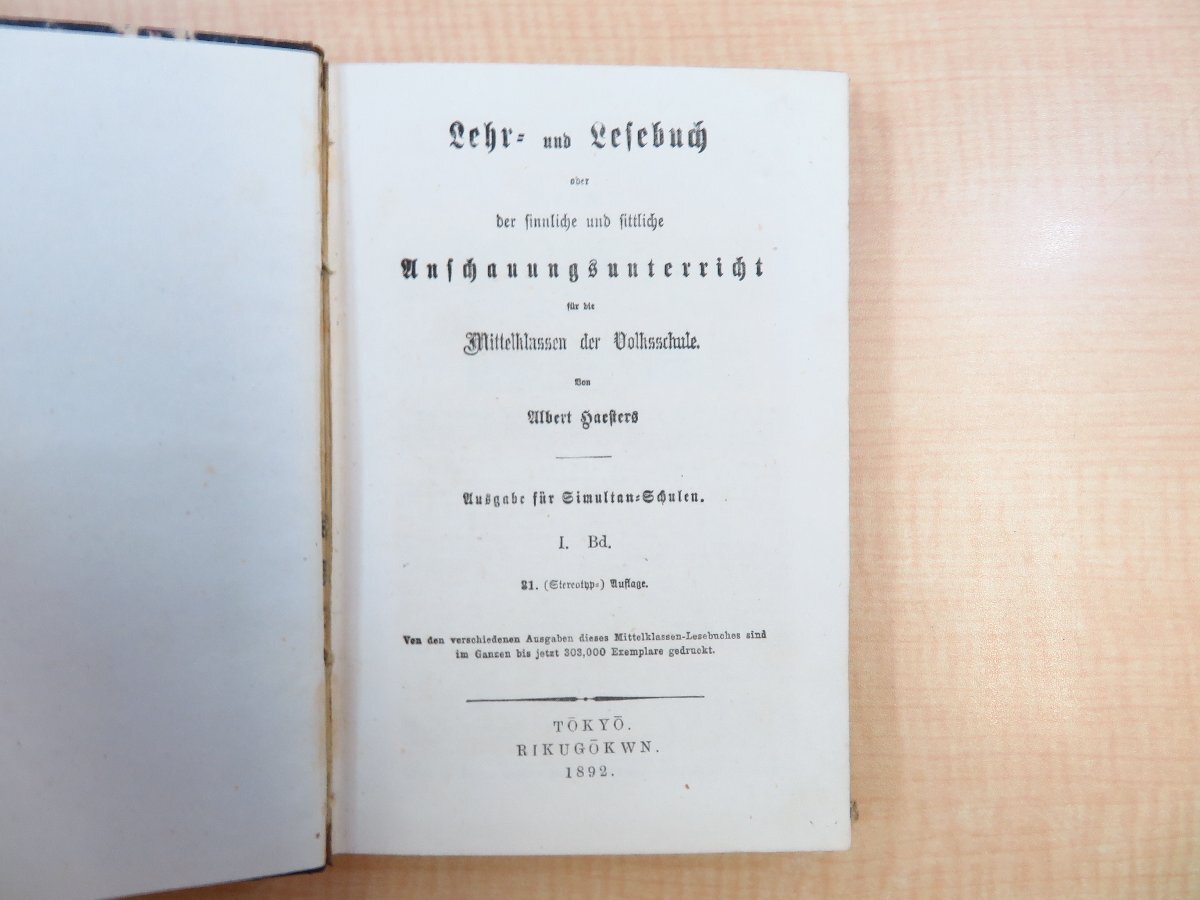 Lehr- und Lesebuch
oder
der sinnliche und sittliche
Anschauungsunterricht
für die
Mittelklassen der Volksschule.
Von
Albert Haesters
Ausgabe für Simultan-Schulen.
I. Bd.
31. (Stereotyp-) Auflage.
Von den verschiedenen Ausgaben dieses Mittelklassen-Lesebuches sind
im Ganzen bis jetzt 303,000 Exemplare gedruckt.
TŌKYŌ.
RIKUGŌKWN.
1892.